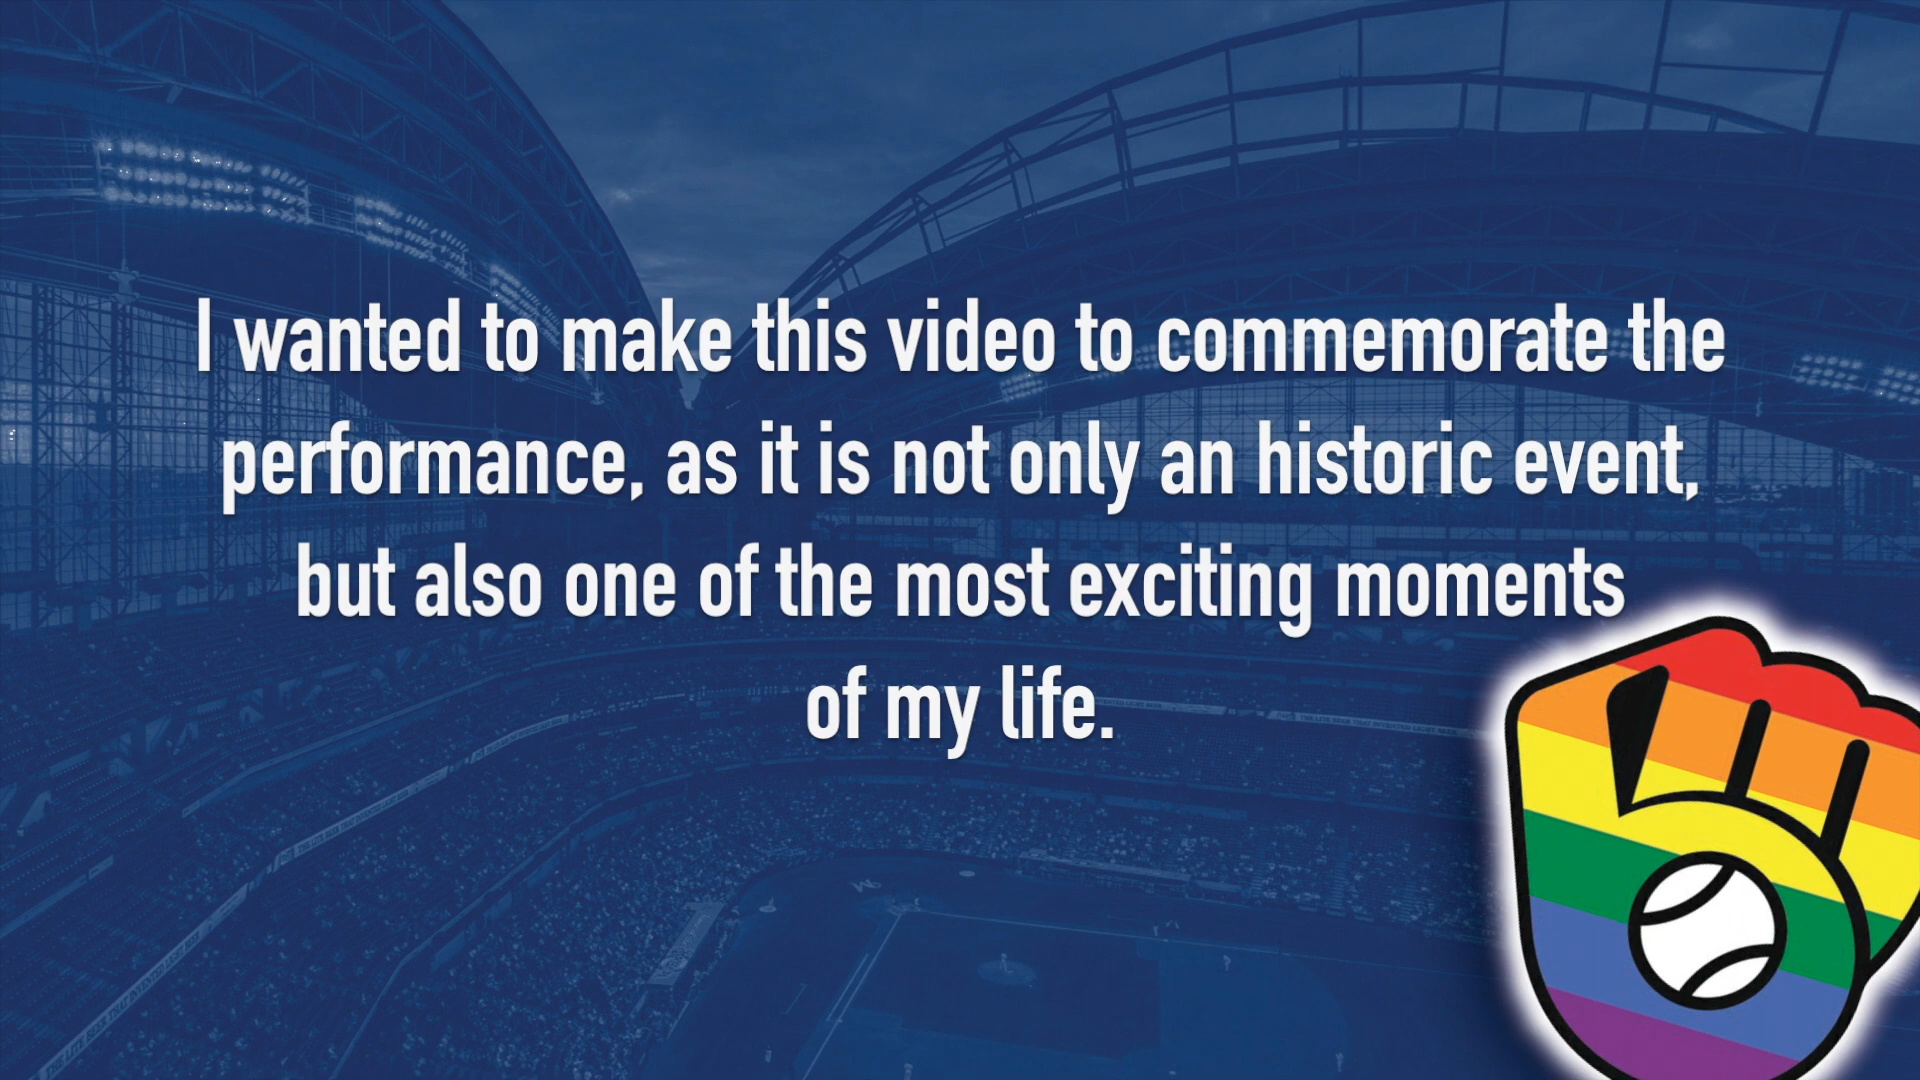 I wanted to make this video to commemorate the
performance, as it is not only an historic event,
but also one of the most exciting moments
of my life.